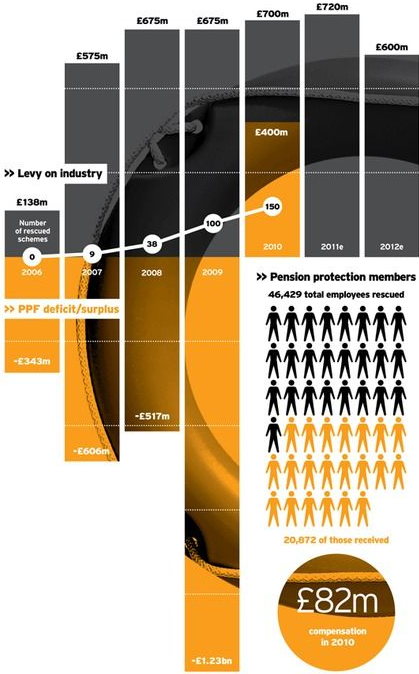 £575m
£675m
£675m
£700m
£720m
£600m
£400m
>> Levy on industry
£138m
Number
of rescued
schemes
0
9
38
100
150
2006
2007
2008
2009
2010
2011e
2012e
>> PPF deficit/surplus
-£343m
-£606m
-£517m
-£1.23bn
>> Pension protection members
46,429 total employees rescued
20,872 of those received
£82m
compensation
in 2010